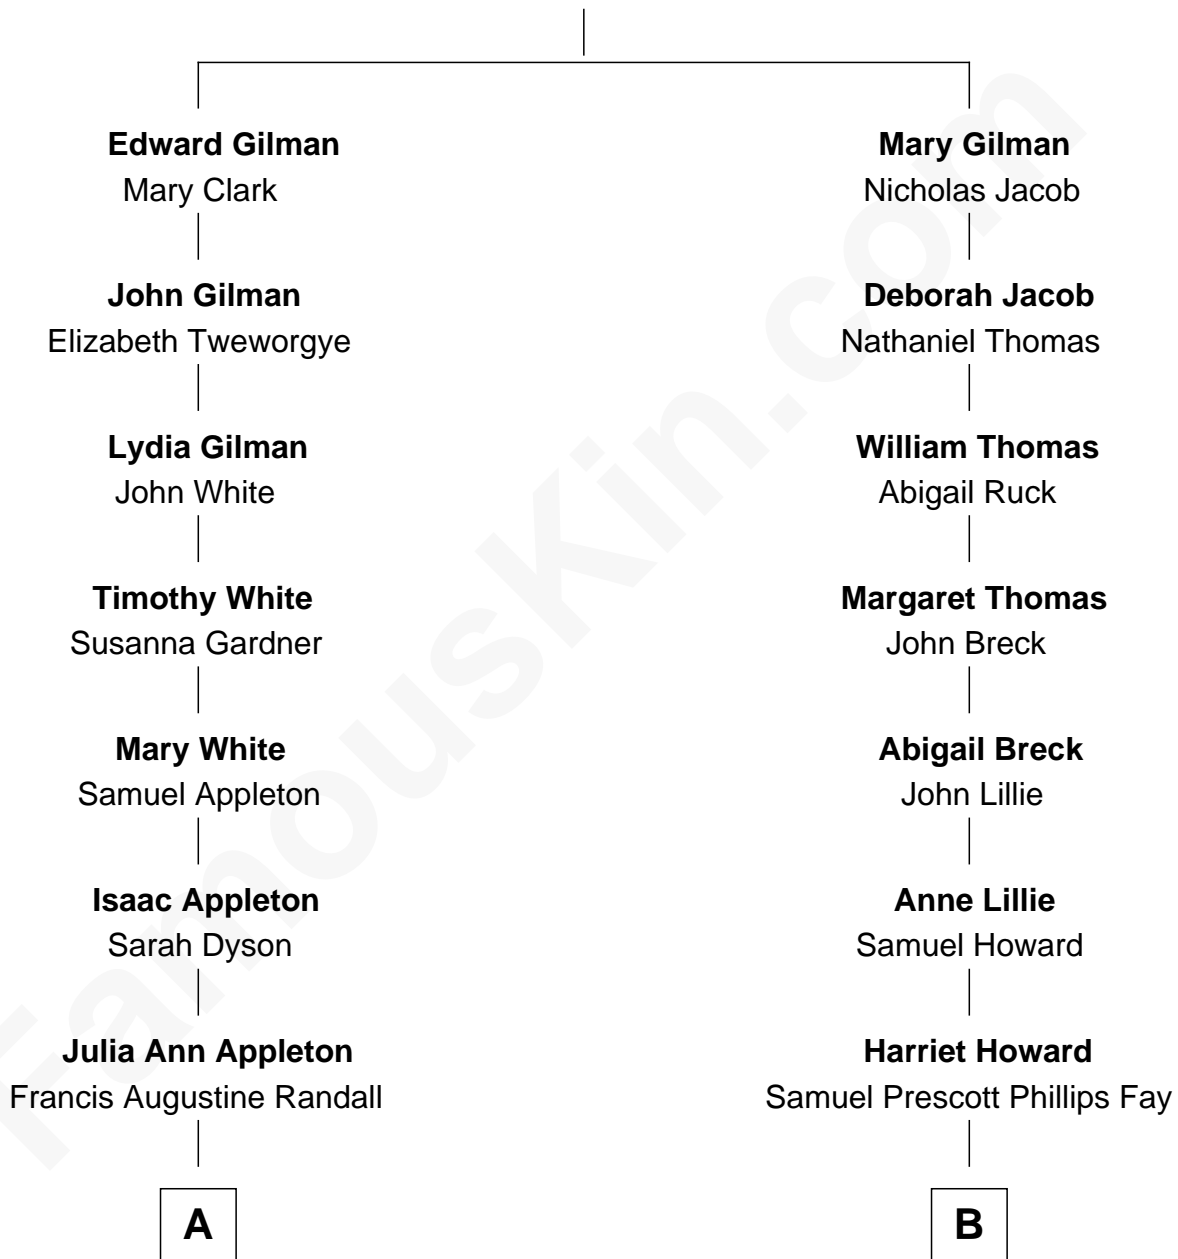 Edward Gilman
Mary Clark
John Gilman
Elizabeth Tweworgye
Lydia Gilman
John White
Timothy White
Susanna Gardner
Mary White
Samuel Appleton
Isaac Appleton
Sarah Dyson
Julia Ann Appleton
Francis Augustine Randall
A
Mary Gilman
Nicholas Jacob
Deborah Jacob
Nathaniel Thomas
William Thomas
Abigail Ruck
Margaret Thomas
John Breck
Abigail Breck
John Lillie
Anne Lillie
Samuel Howard
Harriet Howard
Samuel Prescott Phillips Fay
B
FamousKin.com